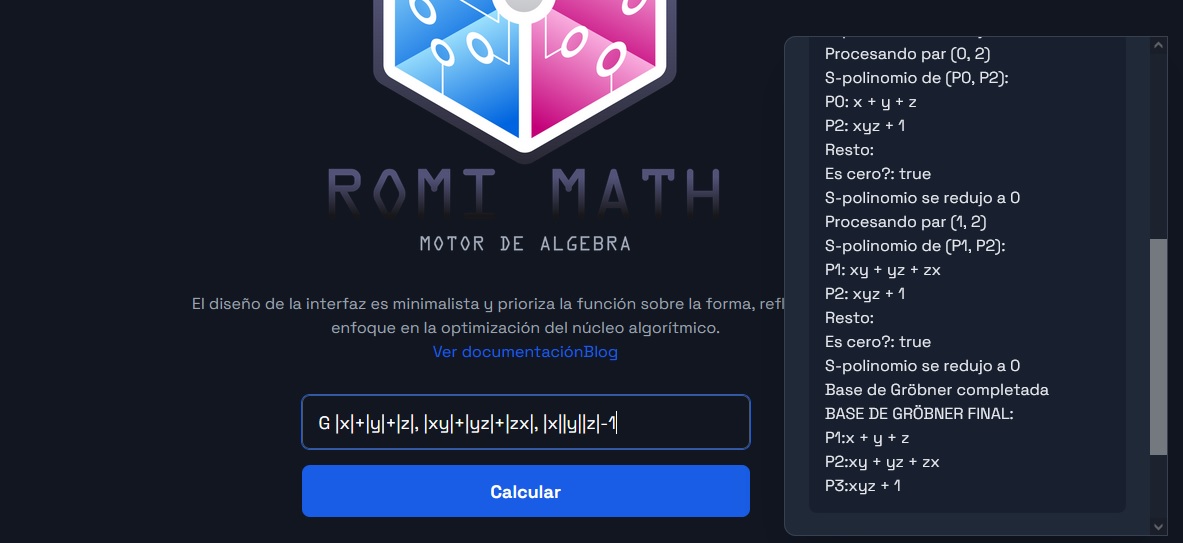 ROMI MATH
MOTOR DE ALGEBRA
El diseño de la interfaz es minimalista y prioriza la función sobre la forma,
enfoque en la optimización del núcleo algorítmico.
Ver documentaciónBlog
G |x|+|y|+|z|, |xy|+|yz|+|zx|, |x||y||z|-1
Calcular
Procesando par (0, 2)
S-polinomio de (P0, P2):
P0: x + y + z
P2: xyz + 1
Resto:
Es cero?: true
S-polinomio se redujo a 0
Procesando par (1, 2)
S-polinomio de (P1, P2):
P1: xy + yz + zx
P2: xyz + 1
Resto:
Es cero?: true
S-polinomio se redujo a 0
Base de Gröbner completada
BASE DE GRÖBNER FINAL:
P1:x + y + z
P2:xy + yz + zx
P3:xyz + 1